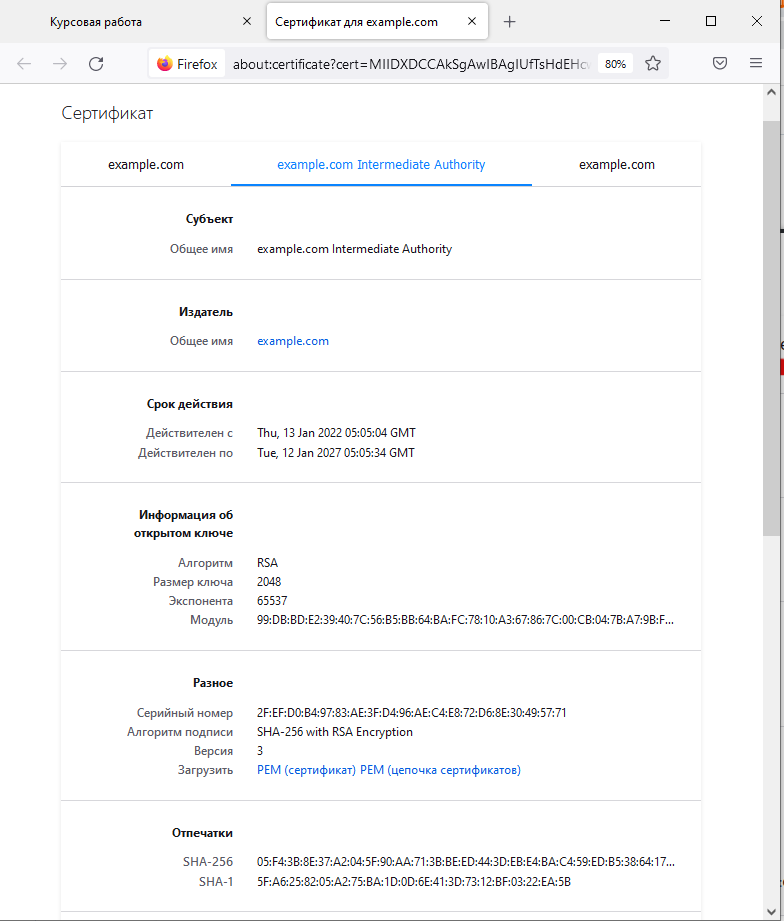 Курсовая работа
Сертификат для example.com
Firefox about:certificate?cert=MIIDXDCCAkSgAwIBAgIUfTsHdEHc 80%
Сертификат
example.com example.com Intermediate Authority example.com
Субъект
Общее имя example.com Intermediate Authority
Издатель
Общее имя example.com
Срок действия
Действителен с Thu, 13 Jan 2022 05:05:04 GMT
Действителен по Tue, 12 Jan 2027 05:05:34 GMT
Информация об
открытом ключе
Алгоритм RSA
Размер ключа 2048
Экспонента 65537
Модуль 99:DB:BD:E2:39:40:7C:56:B5:BB:64:BA:FC:78:10:A3:67:86:7C:00:CB:04:7B:A7:9B:F...
Разное
Серийный номер 2F:EF:D0:B4:97:83:AE:3F:D4:96:AE:C4:E8:72:D6:8E:30:49:57:71
Алгоритм подписи SHA-256 with RSA Encryption
Версия 3
Загрузить PEM (сертификат) PEM (цепочка сертификатов)
Отпечатки
SHA-256 05:F4:3B:8E:37:A2:04:5F:90:AA:71:3B:BE:ED:44:3D:EB:E4:BA:C4:59:ED:B5:38:64:17...
SHA-1 5F:A6:25:82:05:A2:75:BA:1D:0D:6E:41:3D:73:12:BF:03:22:EA:5B